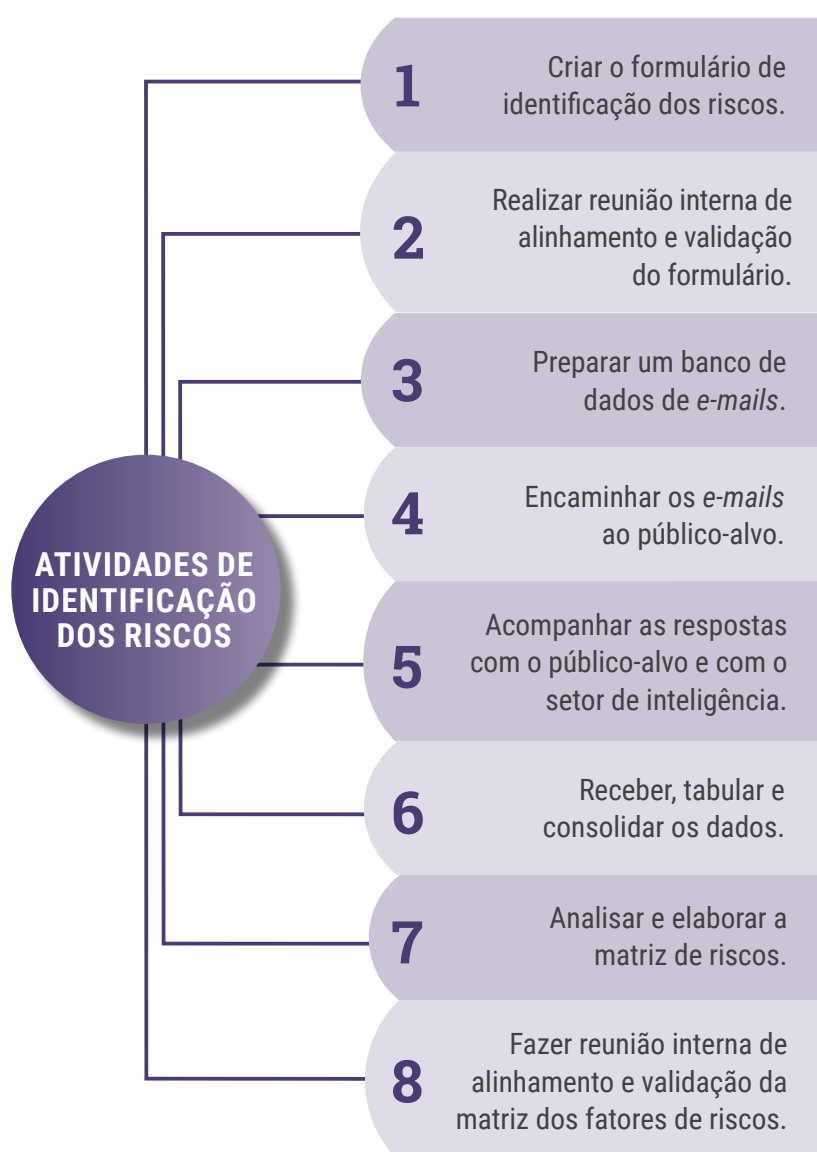 ATIVIDADES DE
IDENTIFICAÇÃO
DOS RISCOS
1
Criar o formulário de
identificação dos riscos.
2
Realizar reunião interna de
alinhamento e validação
do formulário.
3
Preparar um banco de
dados de e-mails.
4
Encaminhar os e-mails
ao público-alvo.
5
Acompanhar as respostas
com o público-alvo e com o
setor de inteligência.
6
Receber, tabular e
consolidar os dados.
7
Analisar e elaborar a
matriz de riscos.
8
Fazer reunião interna de
alinhamento e validação da
matriz dos fatores de riscos.